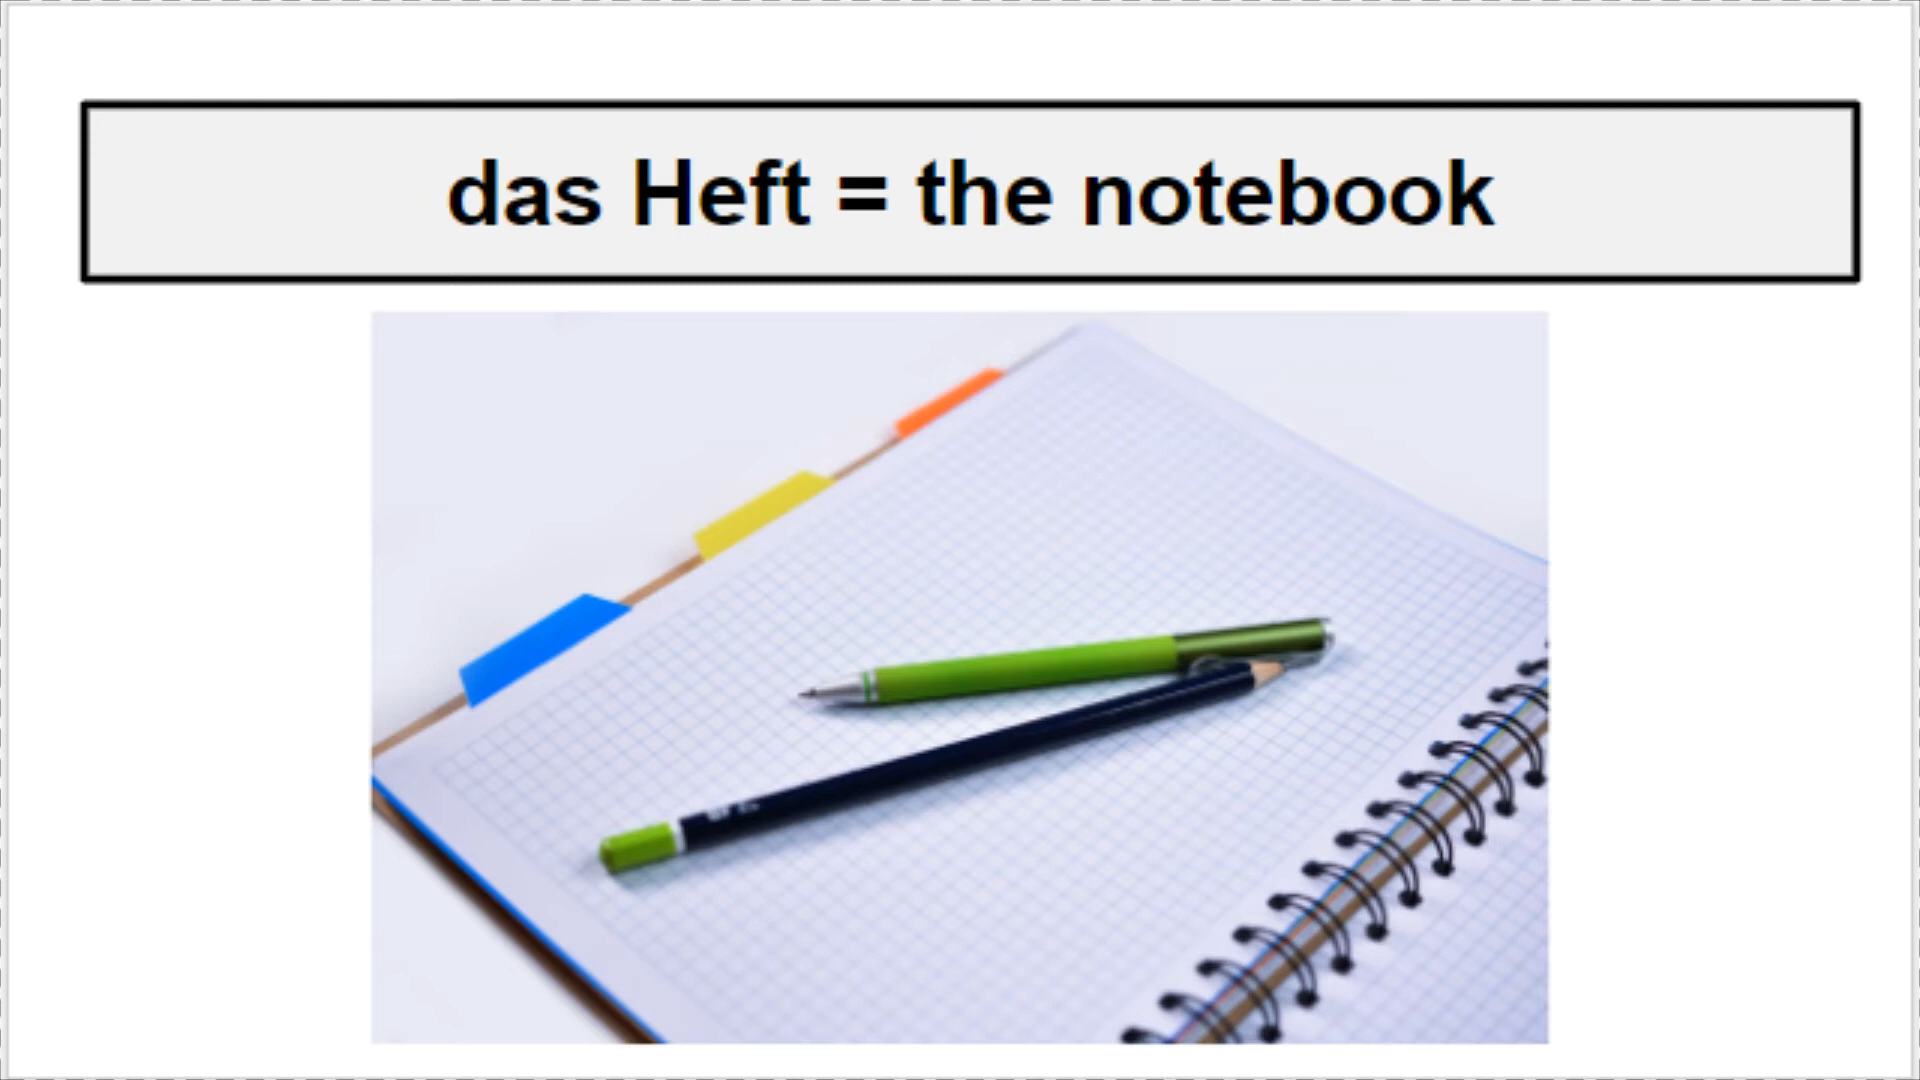 das Heft = the notebook